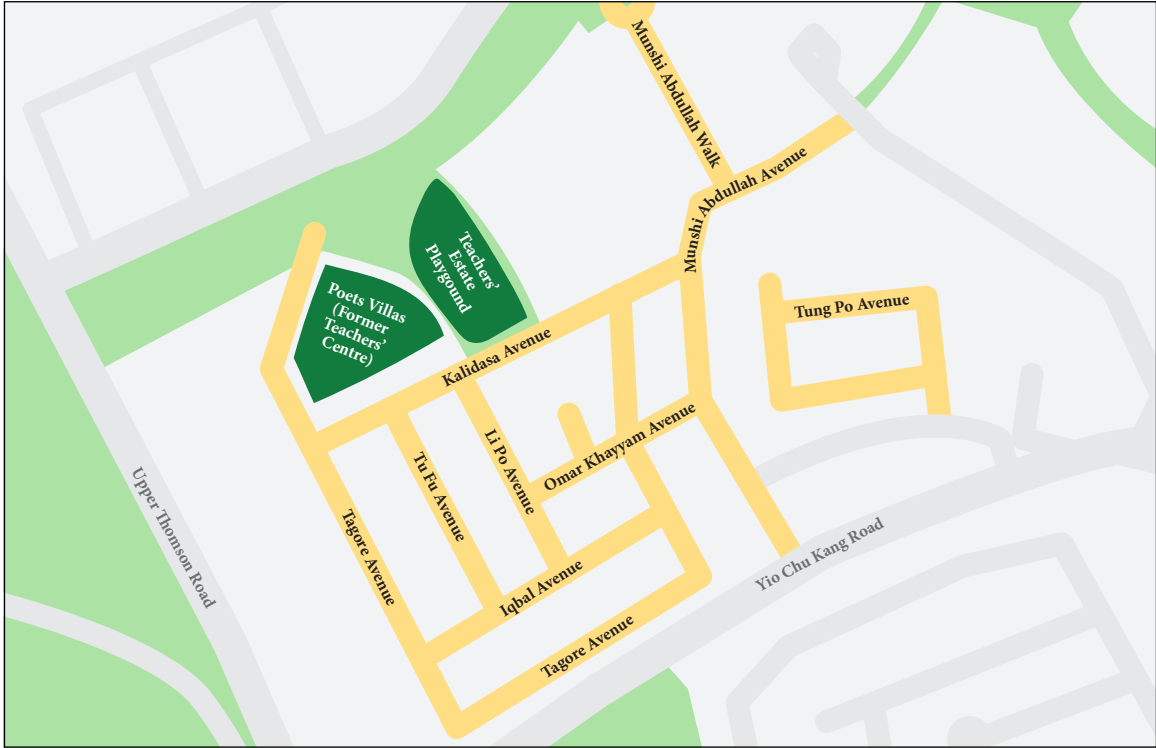 Munshi Abdullah Walk
Munshi Abdullah Avenue
Teachers'
Estate
Playgound
Poets Villas
(Former
Teachers'
Centre)
Tung Po Avenue
Kalidasa Avenue
Li Po Avenue
Omar Khayyam Avenue
Tu Fu Avenue
Upper Thomson Road
Tagore Avenue
Iqbal Avenue
Yio Chu Kang Road
Tagore Avenue